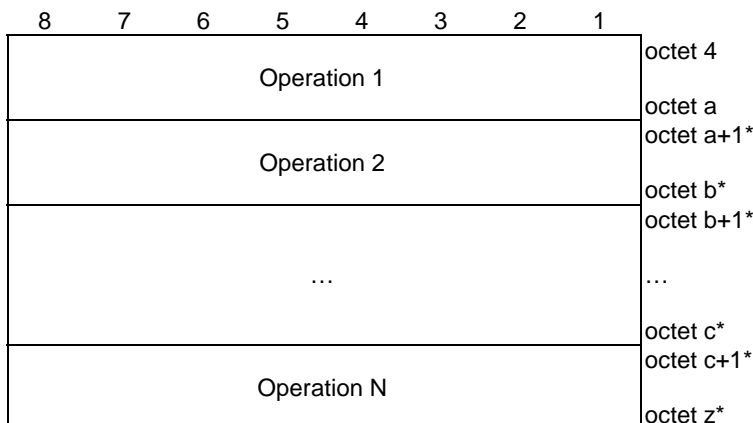 8 7 6 5 4 3 2 1
octet 4
Operation 1
octet a
octet a+1*
Operation 2
octet b*
octet b+1*
… …
octet c*
octet c+1*
Operation N
octet z*